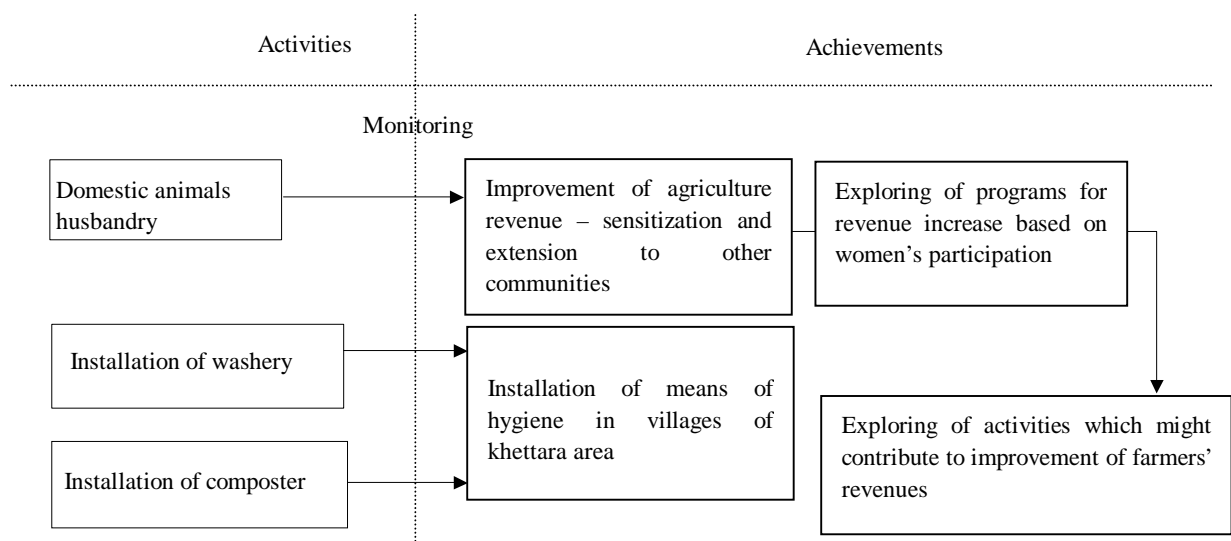 Activities
Achievements
Monitoring
Domestic animals
husbandry
Improvement of agriculture
revenue – sensitization and
extension to other
communities
Exploring of programs for
revenue increase based on
women’s participation
Installation of washery
Installation of means of
hygiene in villages of
khettara area
Exploring of activities which might
contribute to improvement of farmers’
revenues
Installation of composter